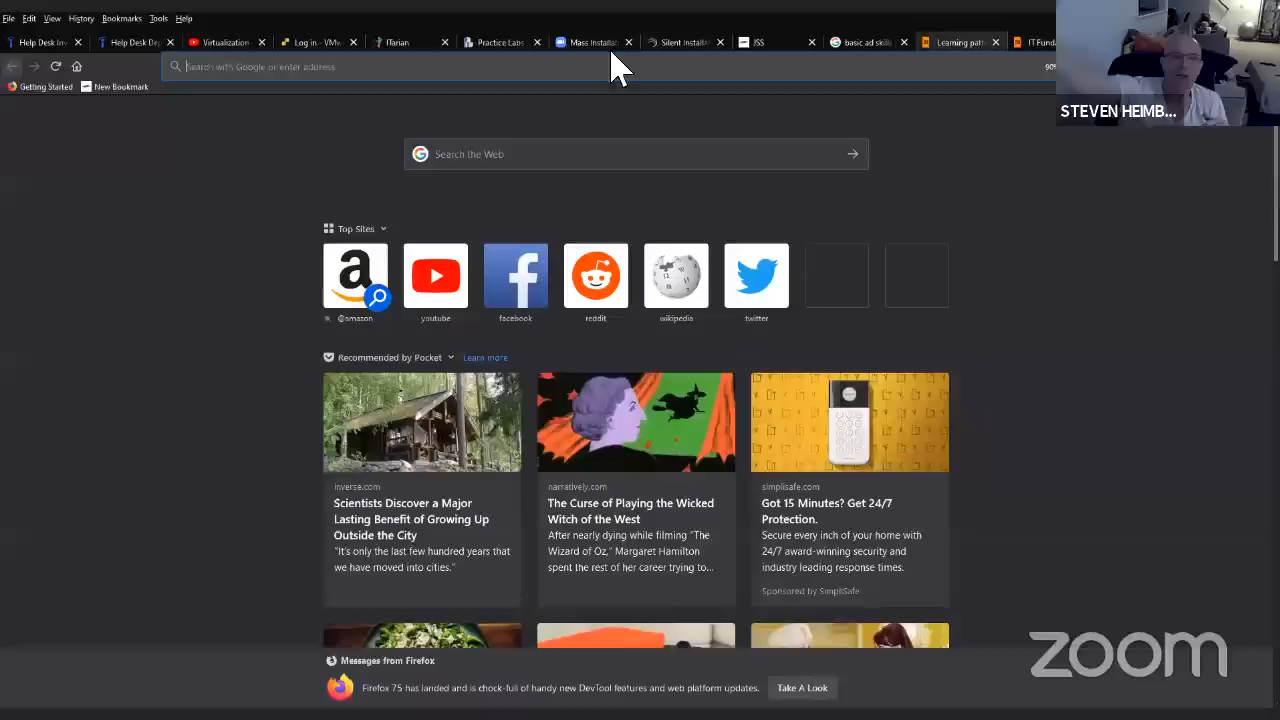 File Edit View History Bookmarks Tools Help
Help Desk Inv Help Desk De Virtualization Log in - VMw ITarian Practice Labs Mass Installat Silent Install JSS basic ad skills Learning path IT Fund
Search with Google or enter address
90%
Getting Started New Bookmark
STEVEN HEIMB...
Search the Web
Top Sites
@amazon youtube facebook reddit wikipedia twitter
Recommended by Pocket Learn more
inverse.com
Scientists Discover a Major
Lasting Benefit of Growing Up
Outside the City
"It's only the last few hundred years that
we have moved into cities."
narratively.com
The Curse of Playing the Wicked
Witch of the West
After nearly dying while filming "The
Wizard of Oz," Margaret Hamilton
spent the rest of her career trying to...
simplisafe.com
Got 15 Minutes? Get 24/7
Protection.
Secure every inch of your home with
24/7 award-winning security and
industry leading response times.
Sponsored by SimpliSafe
zoom
Messages from Firefox
Firefox 75 has landed and is chock-full of handy new DevTool features and web platform updates. Take A Look